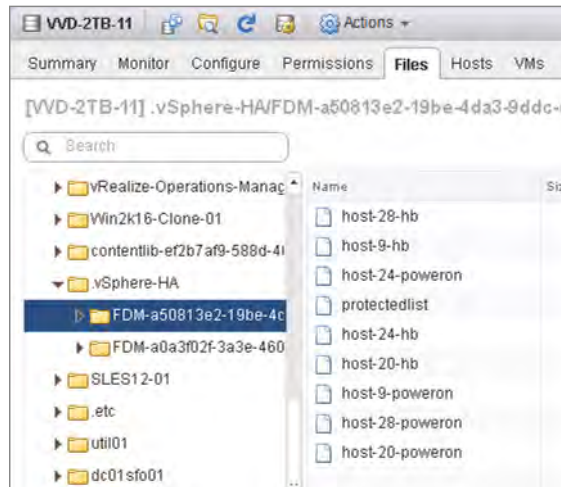 VVD-2TB-11 Actions
Summary Monitor Configure Permissions Files Hosts VMs
[VVD-2TB-11] .vSphere-HA/FDM-a50813e2-19be-4da3-9ddc-
Search
vRealize-Operations-Manag
Win2k16-Clone-01
contentlib-ef2b7af9-588d-4
.vSphere-HA
FDM-a50813e2-19be-4c
FDM-a0a3f02f-3a3e-460
SLES12-01
.etc
util01
dc01sfo01
Name Si
host-28-hb
host-9-hb
host-24-poweron
protectedlist
host-24-hb
host-20-hb
host-9-poweron
host-28-poweron
host-20-poweron